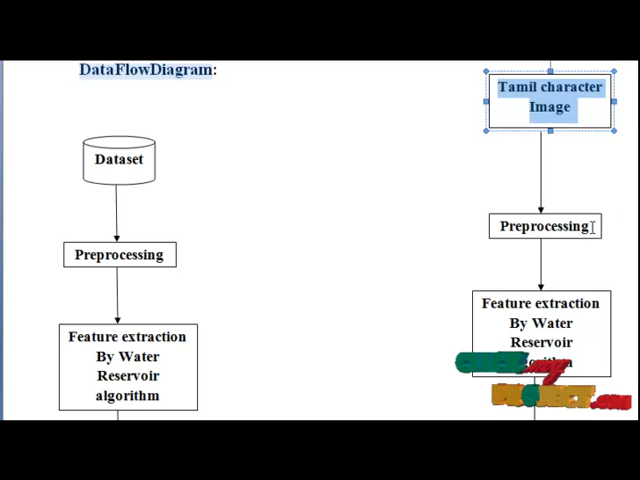 DataFlowDiagram:
Dataset
Preprocessing
Feature extraction
By Water
Reservoir
algorithm
Tamil character
Image
Preprocessing
Feature extraction
By Water
Reservoir